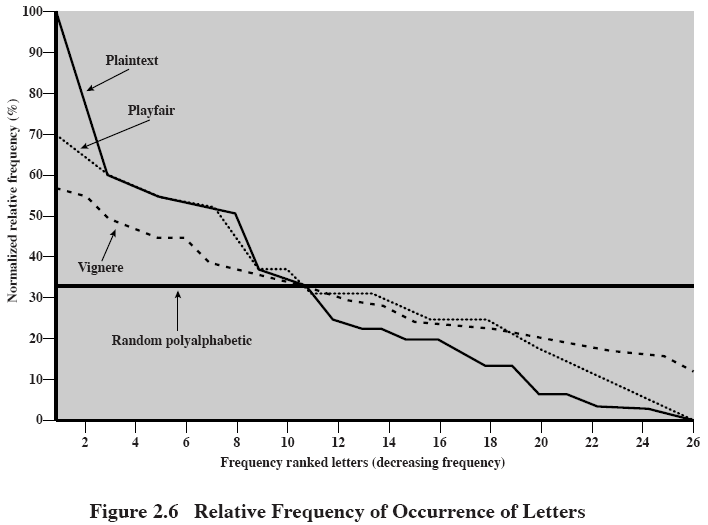 100
90
80
70
60
50
40
30
20
10
0
Normalized relative frequency (%)
Plaintext
Playfair
Vignere
Random polyalphabetic
2 4 6 8 10 12 14 16 18 20 22 24 26
Frequency ranked letters (decreasing frequency)
Figure 2.6 Relative Frequency of Occurrence of Letters